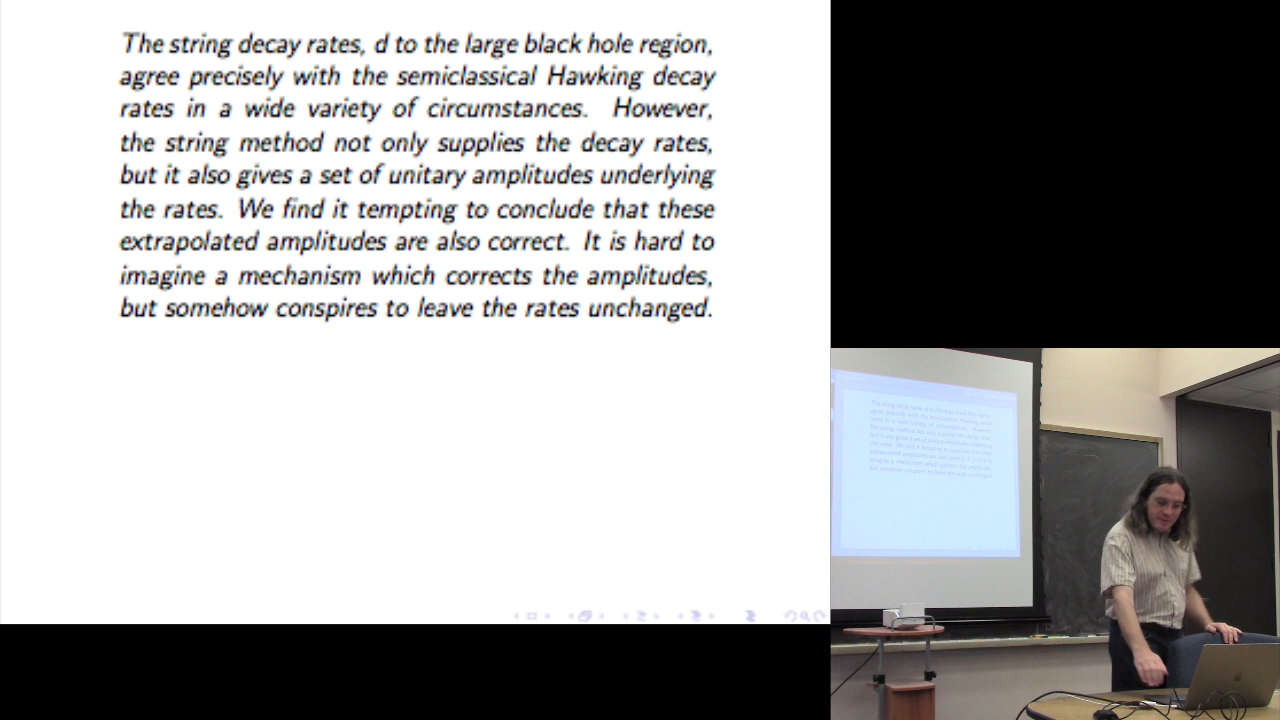 The string decay rates, d to the large black hole region,
agree precisely with the semiclassical Hawking decay
rates in a wide variety of circumstances. However,
the string method not only supplies the decay rates,
but it also gives a set of unitary amplitudes underlying
the rates. We find it tempting to conclude that these
extrapolated amplitudes are also correct. It is hard to
imagine a mechanism which corrects the amplitudes,
but somehow conspires to leave the rates unchanged.